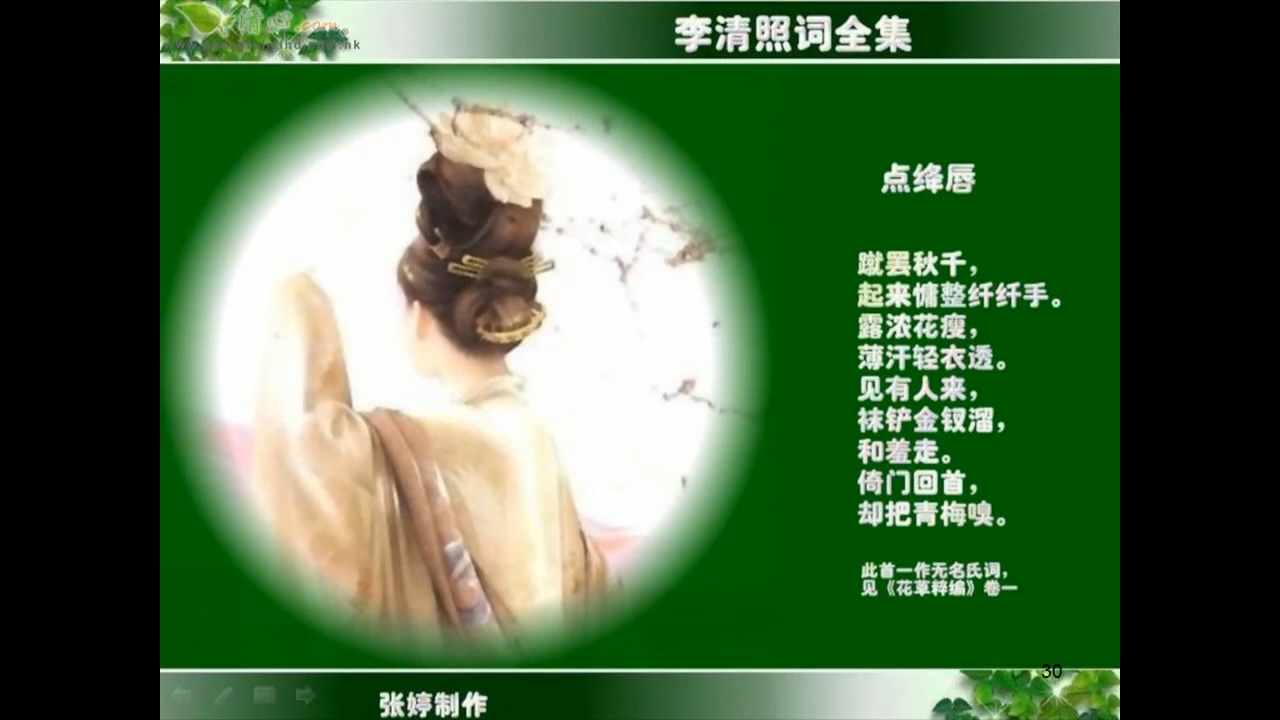 清心.com
李清照词全集
点绛唇
蹴罢秋千，
起来慵整纤纤手。
露浓花瘦，
薄汗轻衣透。
见有人来，
袜铲金钗溜，
和羞走。
倚门回首，
却把青梅嗅。
此首一作无名氏词，
见《花草粹编》卷一
30
张婷制作